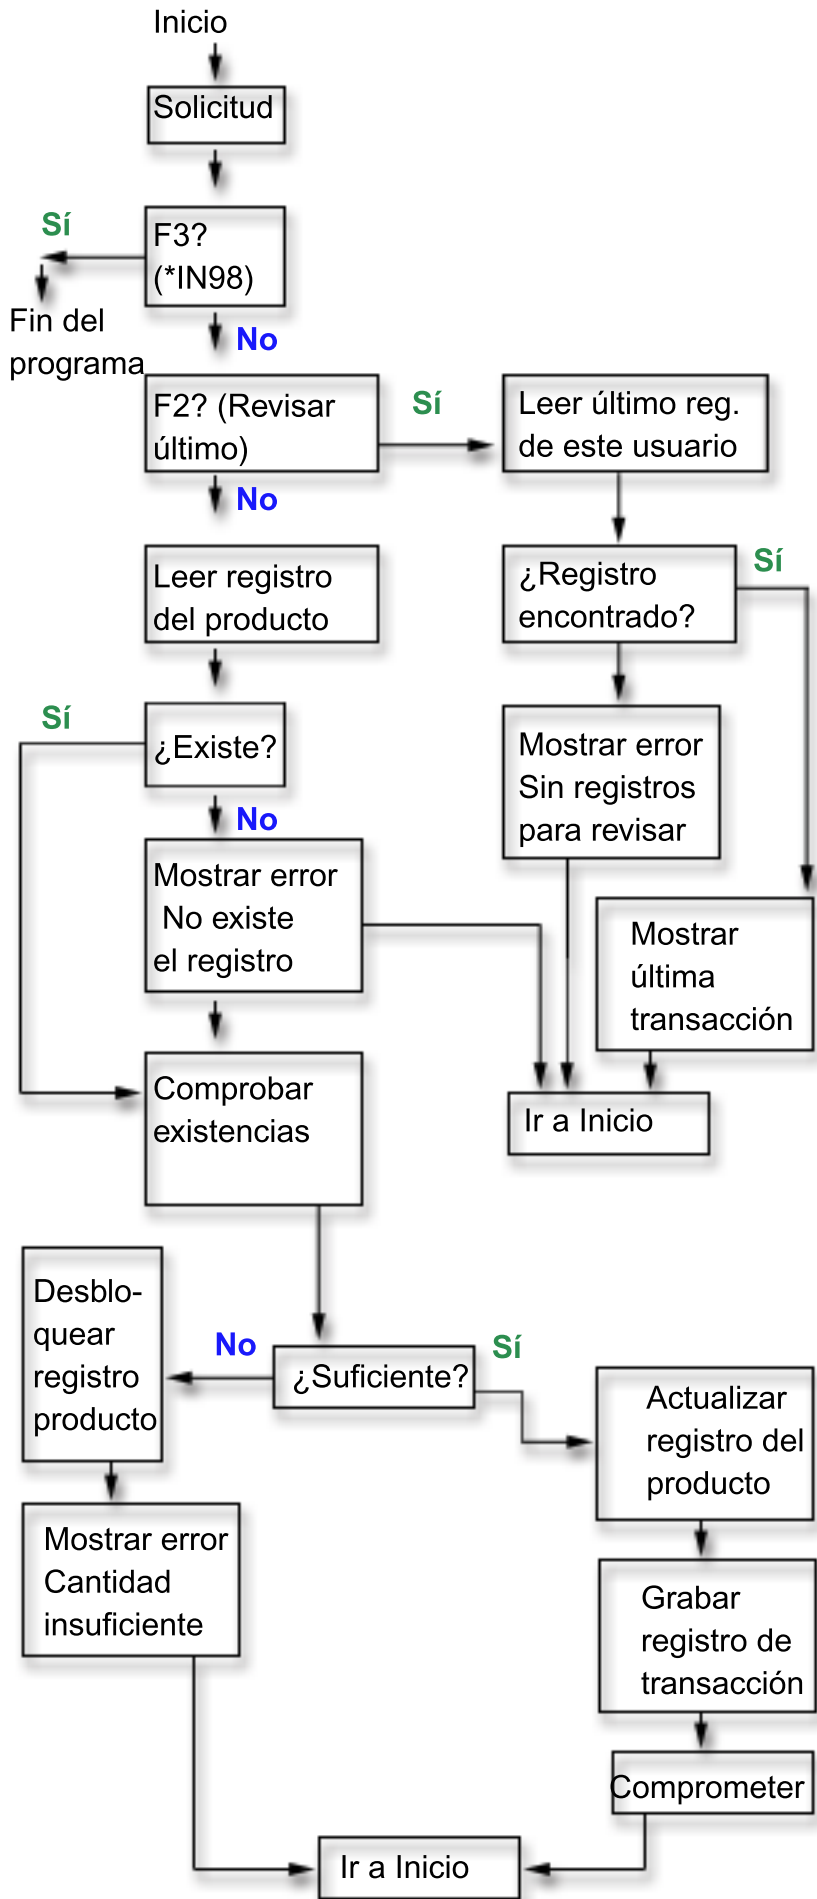 Inicio
Solicitud
Sí
F3?
(*IN98)
Fin del
programa
No
F2? (Revisar
último)
Sí
Leer último reg.
de este usuario
No
Leer registro
del producto
¿Registro
encontrado?
Sí
Sí
¿Existe?
Mostrar error
Sin registros
para revisar
No
Mostrar error
No existe
el registro
Mostrar
última
transacción
Comprobar
existencias
Ir a Inicio
Desblo-
quear
registro
producto
No
¿Suficiente?
Sí
Actualizar
registro del
producto
Mostrar error
Cantidad
insuficiente
Grabar
registro de
transacción
Comprometer
Ir a Inicio